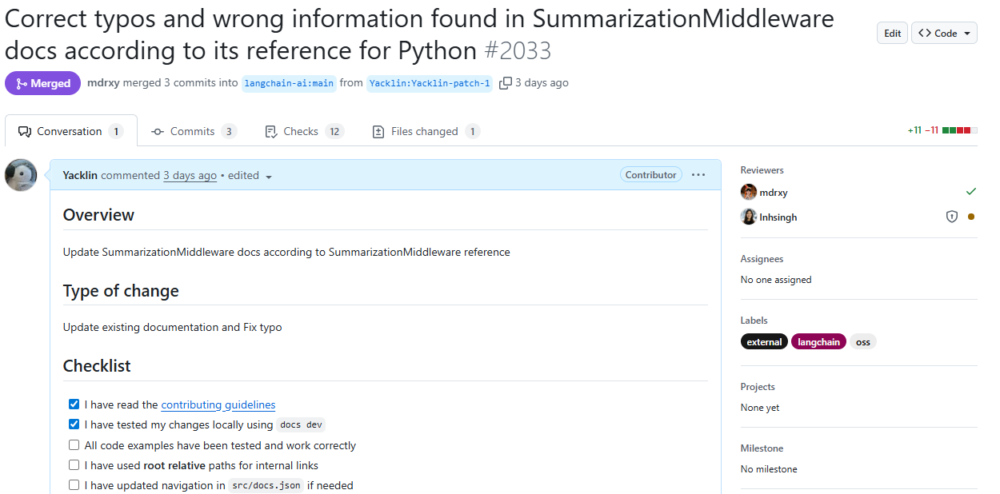 Correct typos and wrong information found in SummarizationMiddleware
docs according to its reference for Python #2033
Edit
Code
Merged
mdrxy merged 3 commits into langchain-ai:main from Yacklin:Yacklin-patch-1 3 days ago
Conversation 1
Commits 3
Checks 12
Files changed 1
+11 −11
Yacklin commented 3 days ago • edited
Contributor
Overview
Update SummarizationMiddleware docs according to SummarizationMiddleware reference
Type of change
Update existing documentation and Fix typo
Checklist
I have read the contributing guidelines
I have tested my changes locally using docs dev
All code examples have been tested and work correctly
I have used root relative paths for internal links
I have updated navigation in src/docs.json if needed
Reviewers
mdrxy
lnhsingh
Assignees
No one assigned
Labels
external langchain oss
Projects
None yet
Milestone
No milestone